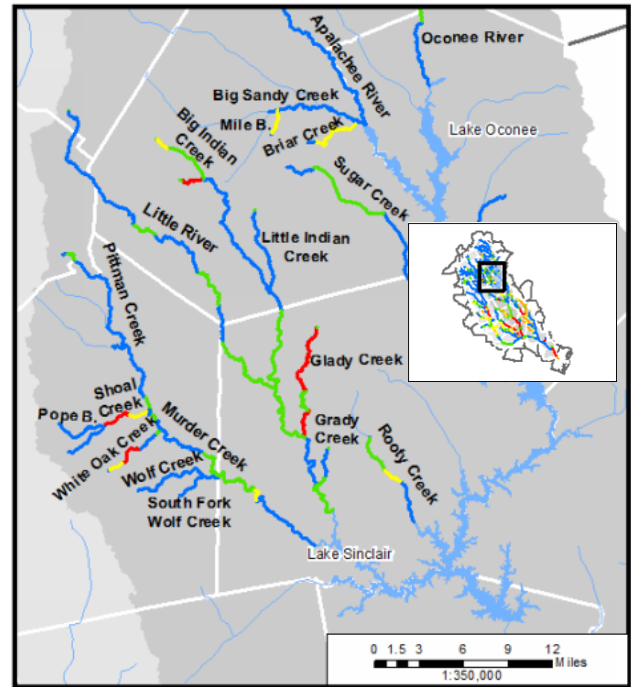 Apalachee River
Oconee River
Big Sandy Creek
Mile B.
Briar Creek
Lake Oconee
Big Indian
Creek
Sugar Creek
Little River
Little Indian
Creek
Pittman Creek
Glady Creek
Shoal
Creek
Pope B.
Murder Creek
Grady
Creek
Rooty Creek
White Oak Creek
Wolf Creek
South Fork
Wolf Creek
Lake Sinclair
0 1.5 3 6 9 12
Miles
1:350,000